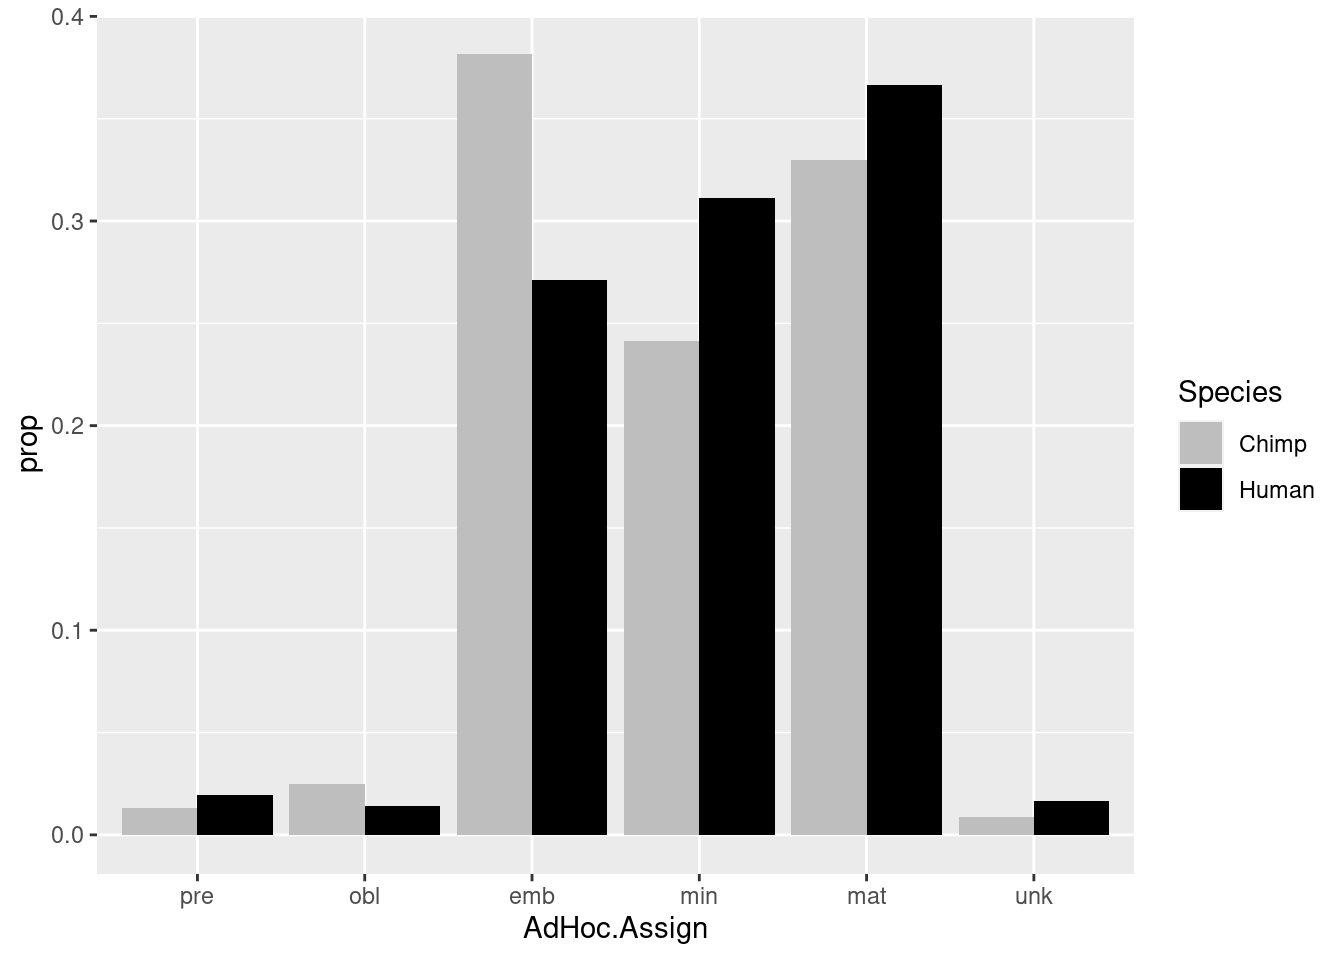 0.4
0.3
0.2
0.1
0.0
prop
pre obl emb min mat unk
AdHoc.Assign
Species
Chimp
Human